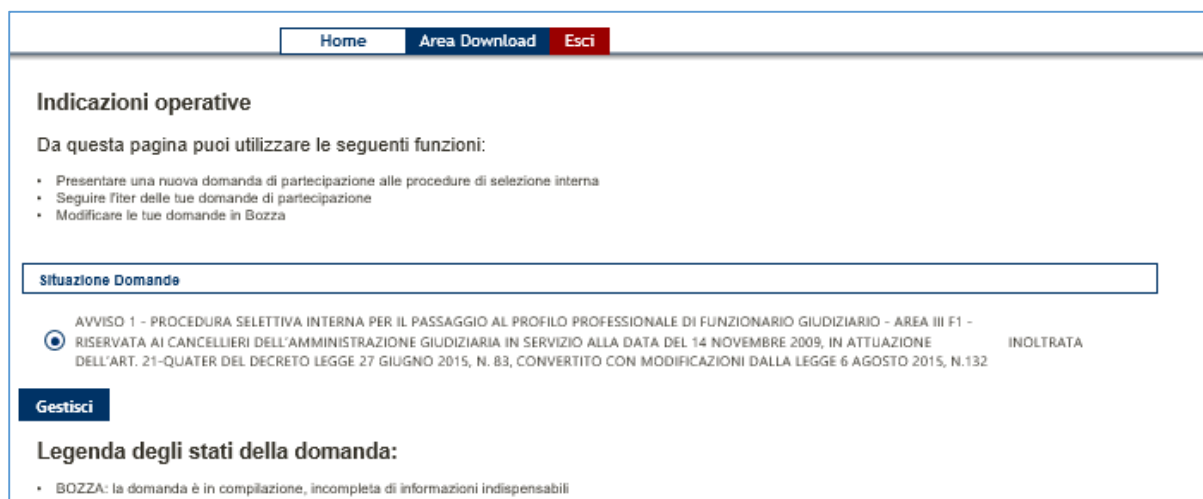 Home Area Download Esci
Indicazioni operative
Da questa pagina puoi utilizzare le seguenti funzioni:
• Presentare una nuova domanda di partecipazione alle procedure di selezione interna
• Seguire l'iter delle tue domande di partecipazione
• Modificare le tue domande in Bozza
Situazione Domande
AVVISO 1 - PROCEDURA SELETTIVA INTERNA PER IL PASSAGGIO AL PROFILO PROFESSIONALE DI FUNZIONARIO GIUDIZIARIO - AREA III F1 -
RISERVATA AI CANCELLIERI DELL'AMMINISTRAZIONE GIUDIZIARIA IN SERVIZIO ALLA DATA DEL 14 NOVEMBRE 2009, IN ATTUAZIONE INOLTRATA
DELL'ART. 21-QUATER DEL DECRETO LEGGE 27 GIUGNO 2015, N. 83, CONVERTITO CON MODIFICAZIONI DALLA LEGGE 6 AGOSTO 2015, N.132
Gestisci
Legenda degli stati della domanda:
• BOZZA: la domanda è in compilazione, incompleta di informazioni indispensabili